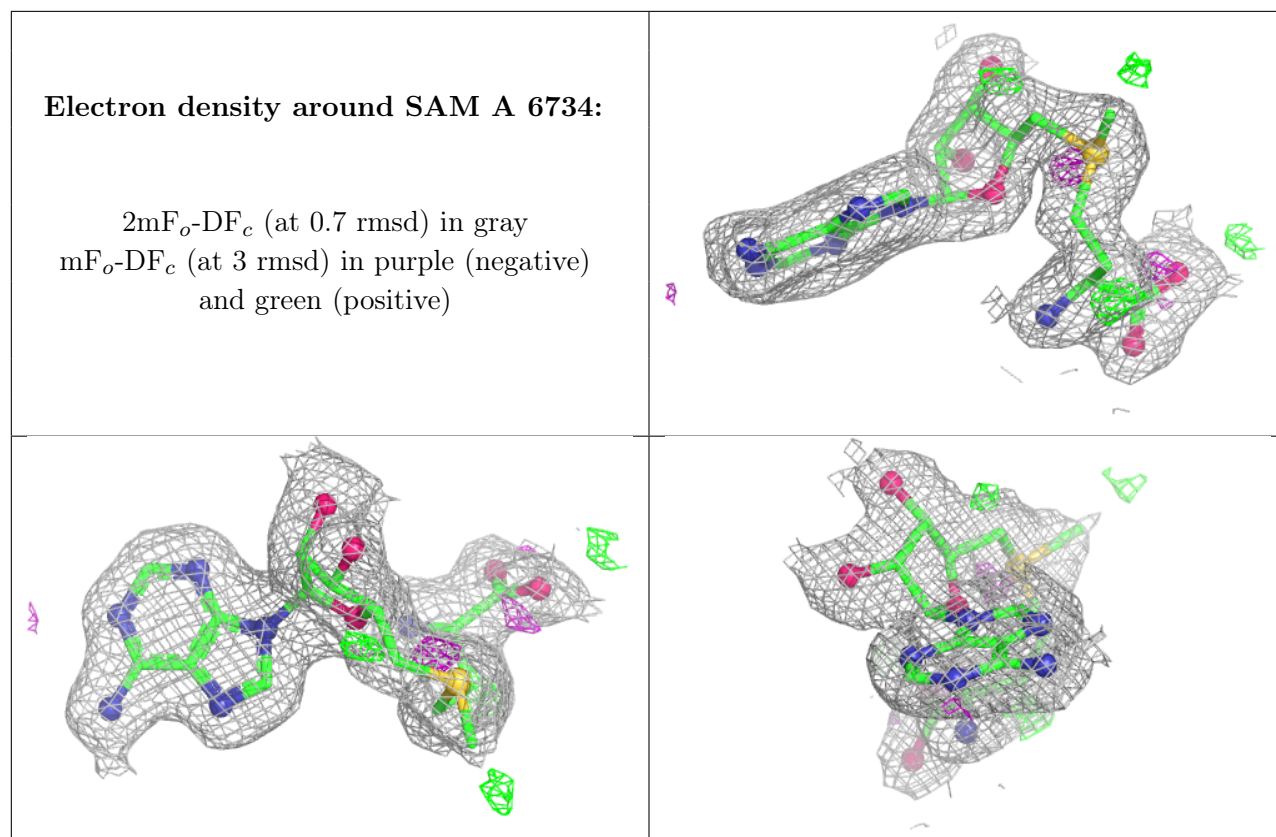 Electron density around SAM A 6734:
2mFo-DFc (at 0.7 rmsd) in gray
mFo-DFc (at 3 rmsd) in purple (negative)
and green (positive)